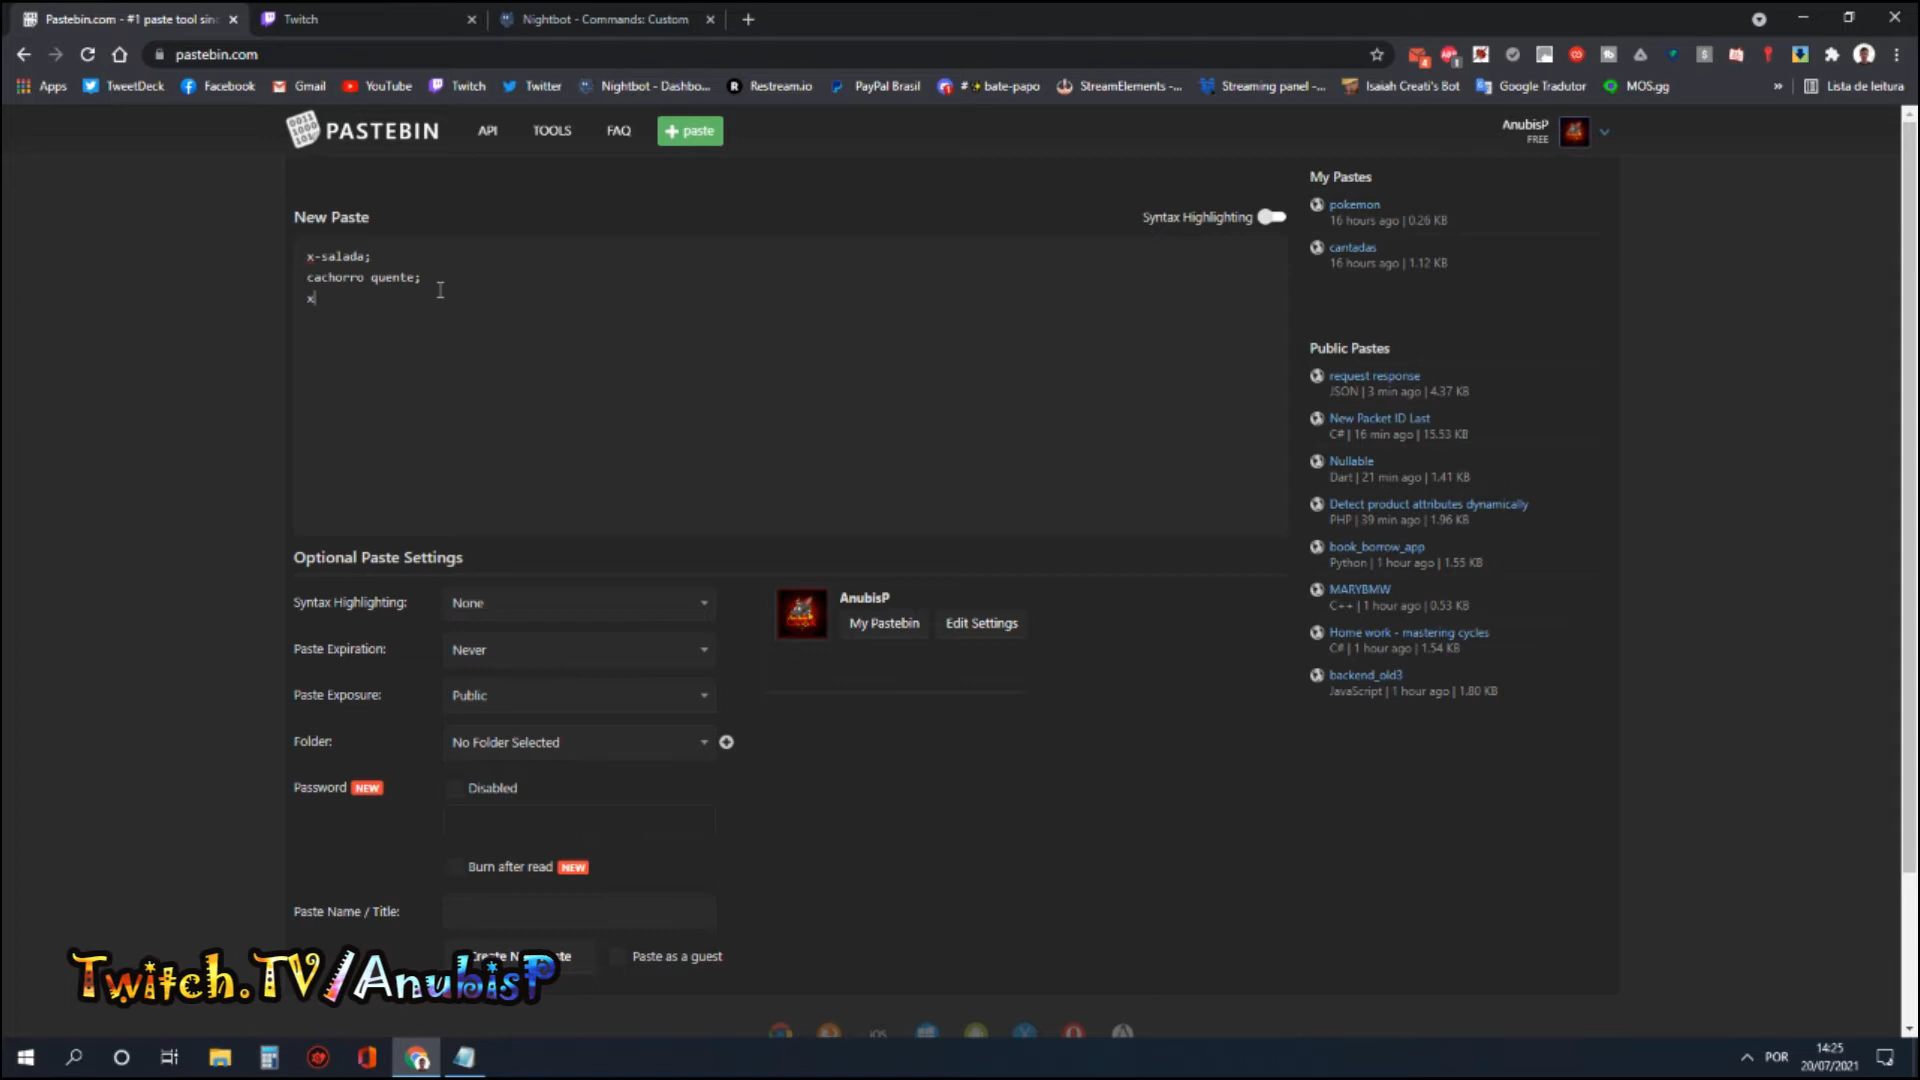 Pastebin.com - #1 paste tool sinc
Twitch
Nightbot - Commands: Custom
pastebin.com
Apps
TweetDeck
Facebook
Gmail
YouTube
Twitch
Twitter
Nightbot - Dashbo...
Restream.io
PayPal Brasil
#✨bate-papo
StreamElements -...
Streaming panel -...
Isaiah Creati's Bot
Google Tradutor
MOS.gg
»
Lista de leitura
PASTEBIN
API
TOOLS
FAQ
+ paste
AnubisP
FREE
New Paste
Syntax Highlighting
x-salada;
cachorro quente;
x
My Pastes
pokemon
16 hours ago | 0.26 KB
cantadas
16 hours ago | 1.12 KB
Public Pastes
request response
JSON | 3 min ago | 4.37 KB
New Packet ID Last
C# | 16 min ago | 15.53 KB
Nullable
Dart | 21 min ago | 1.41 KB
Detect product attributes dynamically
PHP | 39 min ago | 1.96 KB
book_borrow_app
Python | 1 hour ago | 1.55 KB
MARYBMW
C++ | 1 hour ago | 0.53 KB
Home work - mastering cycles
C# | 1 hour ago | 1.54 KB
backend_old3
JavaScript | 1 hour ago | 1.80 KB
Optional Paste Settings
Syntax Highlighting:
None
Paste Expiration:
Never
Paste Exposure:
Public
Folder:
No Folder Selected
Password NEW
Disabled
Burn after read NEW
Paste Name / Title:
AnubisP
My Pastebin
Edit Settings
Paste as a guest
Twitch.TV/AnubisP
POR
14:25
20/07/2021